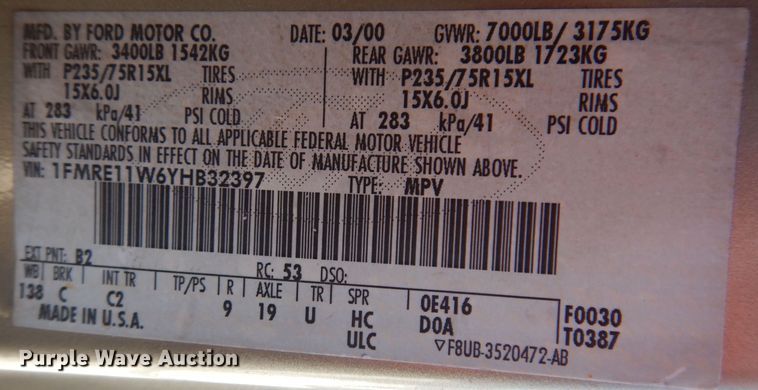 MFD. BY FORD MOTOR CO. DATE: 03/00 GVWR: 7000LB/ 3175KG
FRONT GAWR: 3400LB 1542KG REAR GAWR: 3800LB 1723KG
WITH P235/75R15XL TIRES WITH P235/75R15XL TIRES
15X6.0J RIMS 15X6.0J RIMS
AT 283 kPa/41 PSI COLD AT 283 kPa/41 PSI COLD
THIS VEHICLE CONFORMS TO ALL APPLICABLE FEDERAL MOTOR VEHICLE
SAFETY STANDARDS IN EFFECT ON THE DATE OF MANUFACTURE SHOWN ABOVE.
VIN: 1FMRE11W6YHB32397 TYPE: MPV
EXT PNT: B2 RC: 53 DSO:
WB BRK INT TR TP/PS R AXLE TR SPR 0E416 F0030
138 C C2 9 19 U HC D0A T0387
MADE IN U.S.A. ULC ▽F8UB-3520472-AB
Purple Wave Auction